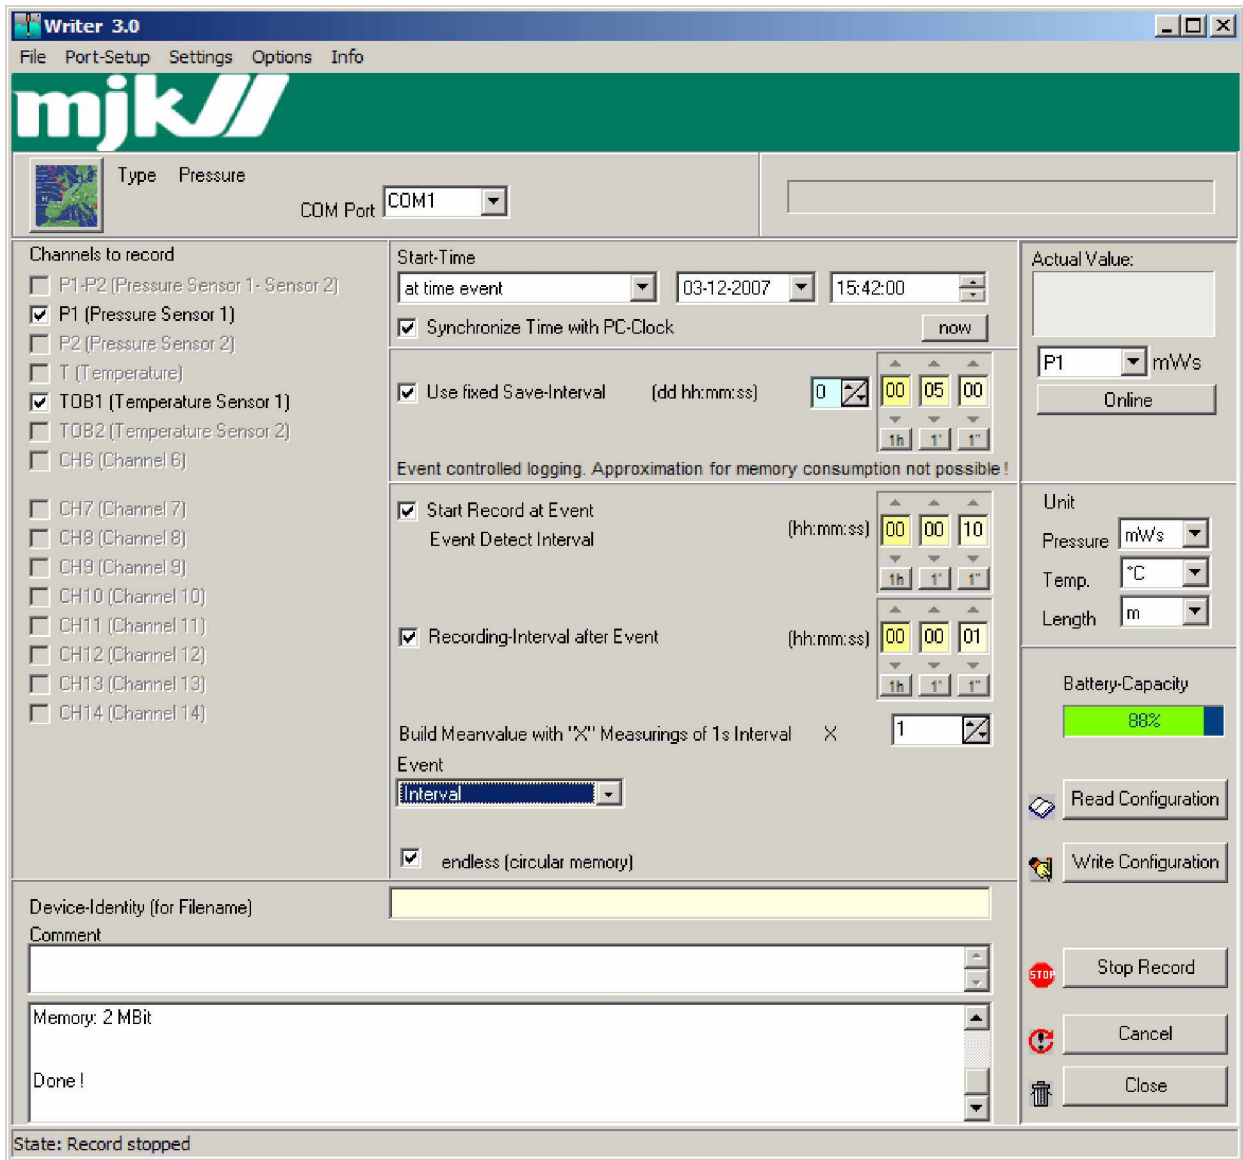 Writer 3.0
File Port-Setup Settings Options Info
mjk
Type Pressure
COM Port COM1
Channels to record
P1-P2 (Pressure Sensor 1- Sensor 2)
P1 (Pressure Sensor 1)
P2 (Pressure Sensor 2)
T (Temperature)
TOB1 (Temperature Sensor 1)
TOB2 (Temperature Sensor 2)
CH6 (Channel 6)
CH7 (Channel 7)
CH8 (Channel 8)
CH9 (Channel 9)
CH10 (Channel 10)
CH11 (Channel 11)
CH12 (Channel 12)
CH13 (Channel 13)
CH14 (Channel 14)
Start-Time
at time event 03-12-2007 15:42:00
Synchronize Time with PC-Clock now
Use fixed Save-Interval (dd hh:mm:ss) 0 00 05 00
1h 1' 1"
Event controlled logging. Approximation for memory consumption not possible !
Start Record at Event
Event Detect Interval (hh:mm:ss) 00 00 10
1h 1' 1"
Recording-Interval after Event (hh:mm:ss) 00 00 01
1h 1' 1"
Build Meanvalue with "X" Measurings of 1s Interval X 1
Event
Interval
endless (circular memory)
Actual Value:
P1 mWs
Online
Unit
Pressure mWs
Temp. °C
Length m
Battery-Capacity
88%
Read Configuration
Write Configuration
STOP Stop Record
Cancel
Close
Device-Identity (for Filename)
Comment
Memory: 2 MBit
Done !
State: Record stopped